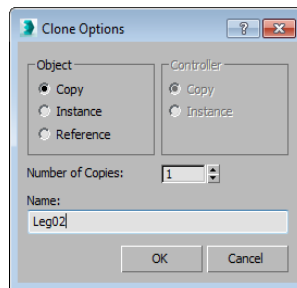 Clone Options
?
Object
Copy
Instance
Reference
Controller
Copy
Instance
Number of Copies:
1
Name:
Leg02
OK
Cancel